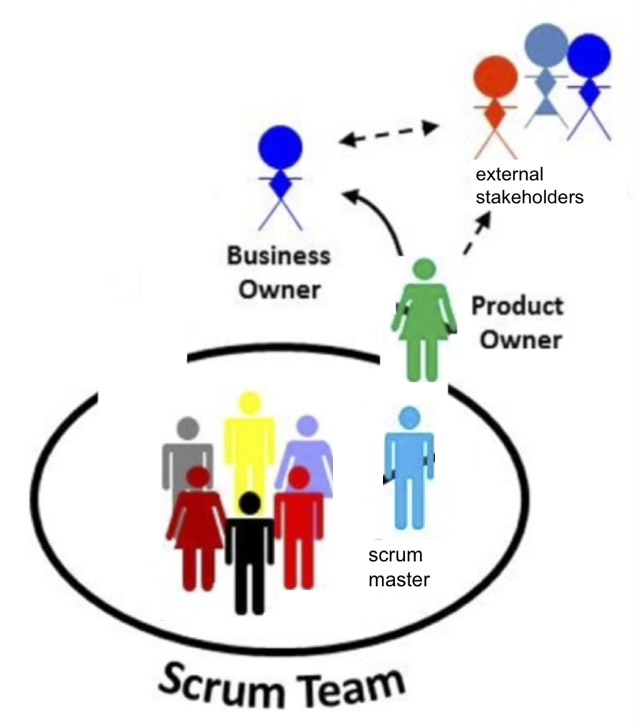 external
stakeholders
Business
Owner
Product
Owner
scrum
master
Scrum Team